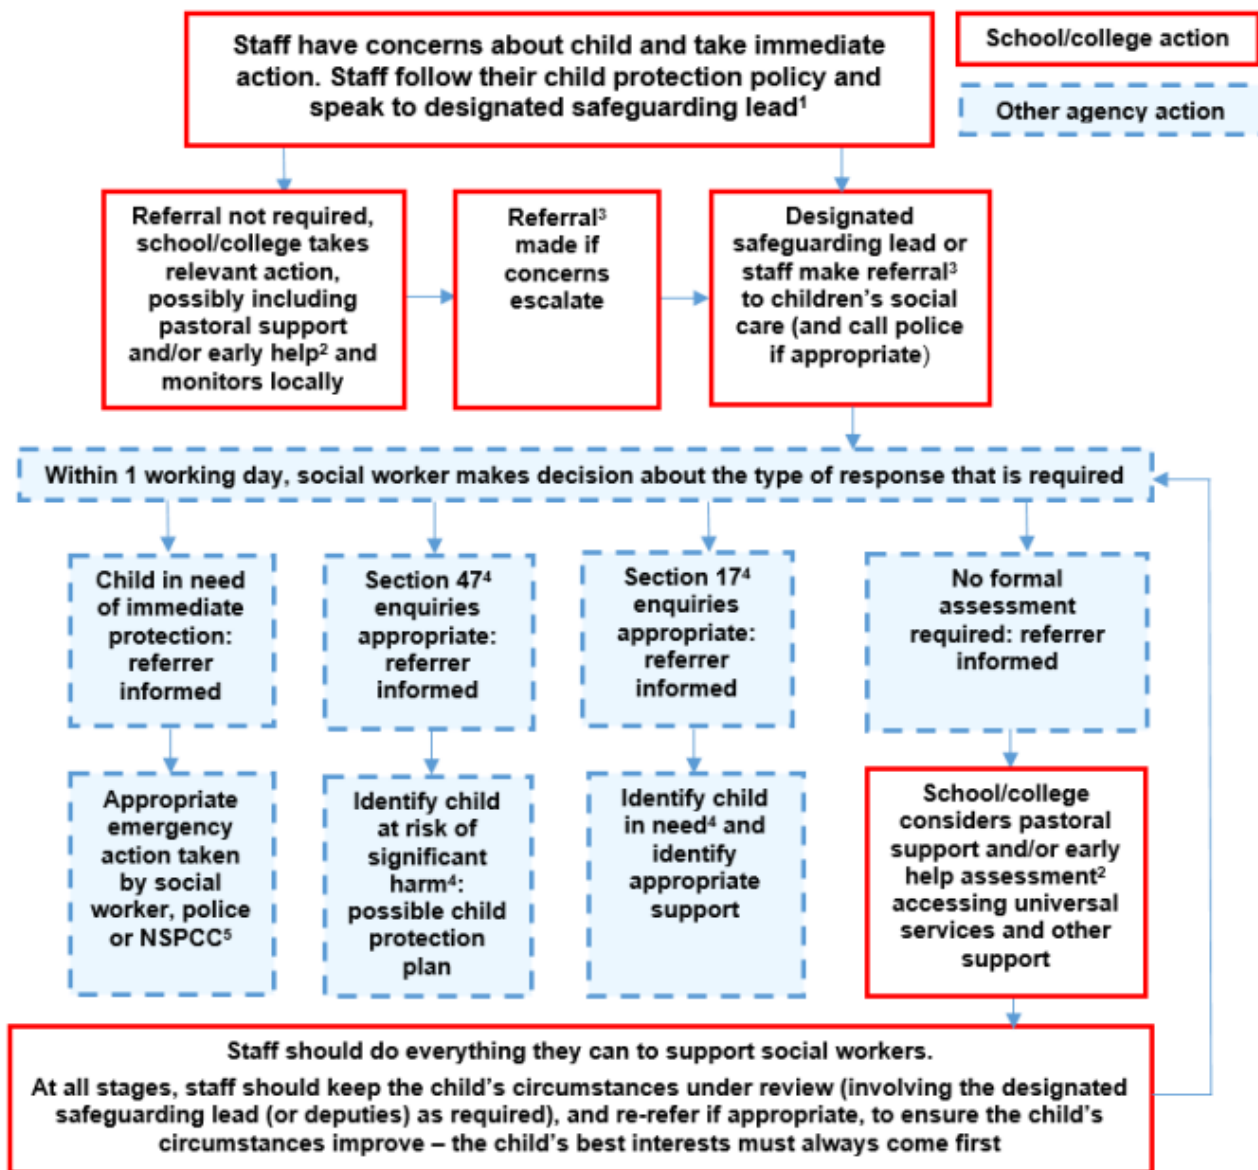 Staff have concerns about child and take immediate
action. Staff follow their child protection policy and
speak to designated safeguarding lead¹
School/college action
Other agency action
Referral not required,
school/college takes
relevant action,
possibly including
pastoral support
and/or early help² and
monitors locally
Referral³
made if
concerns
escalate
Designated
safeguarding lead or
staff make referral³
to children’s social
care (and call police
if appropriate)
Within 1 working day, social worker makes decision about the type of response that is required
Child in need
of immediate
protection:
referrer
informed
Section 47⁴
enquiries
appropriate:
referrer
informed
Section 17⁴
enquiries
appropriate:
referrer
informed
No formal
assessment
required: referrer
informed
Appropriate
emergency
action taken
by social
worker, police
or NSPCC⁵
Identify child
at risk of
significant
harm⁴:
possible child
protection
plan
Identify child
in need⁴ and
identify
appropriate
support
School/college
considers pastoral
support and/or early
help assessment²
accessing universal
services and other
support
Staff should do everything they can to support social workers.
At all stages, staff should keep the child’s circumstances under review (involving the designated
safeguarding lead (or deputies) as required), and re-refer if appropriate, to ensure the child’s
circumstances improve – the child’s best interests must always come first